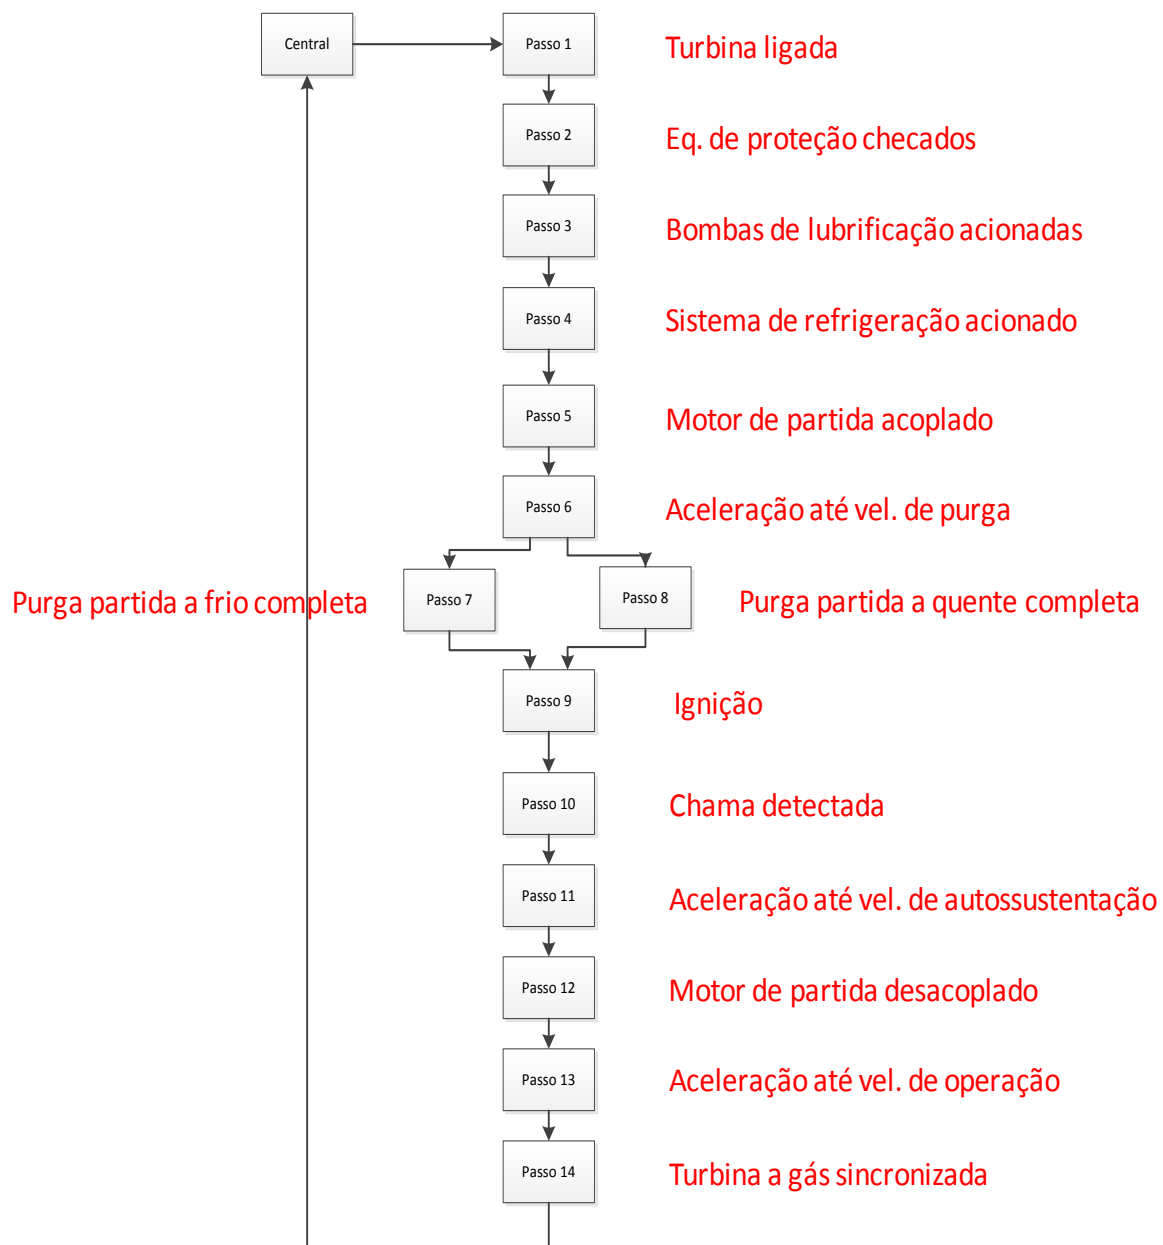 Central
Passo 1
Turbina ligada
Passo 2
Eq. de proteção checados
Passo 3
Bombas de lubrificação acionadas
Passo 4
Sistema de refrigeração acionado
Passo 5
Motor de partida acoplado
Passo 6
Aceleração até vel. de purga
Purga partida a frio completa
Passo 7
Passo 8
Purga partida a quente completa
Passo 9
Ignição
Passo 10
Chama detectada
Passo 11
Aceleração até vel. de autossustentação
Passo 12
Motor de partida desacoplado
Passo 13
Aceleração até vel. de operação
Passo 14
Turbina a gás sincronizada